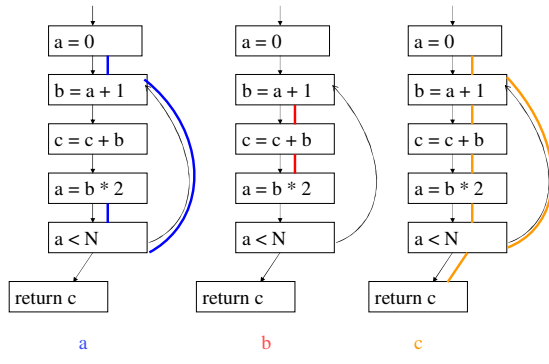 a = 0
b = a + 1
c = c + b
a = b * 2
a < N
return c
a
a = 0
b = a + 1
c = c + b
a = b * 2
a < N
return c
b
a = 0
b = a + 1
c = c + b
a = b * 2
a < N
return c
c